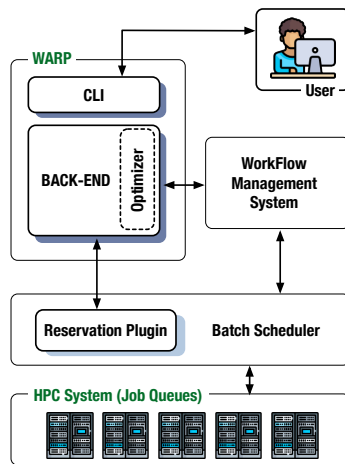 User
WARP
CLI
BACK-END
Optimizer
WorkFlow
Management
System
Reservation Plugin
Batch Scheduler
HPC System (Job Queues)